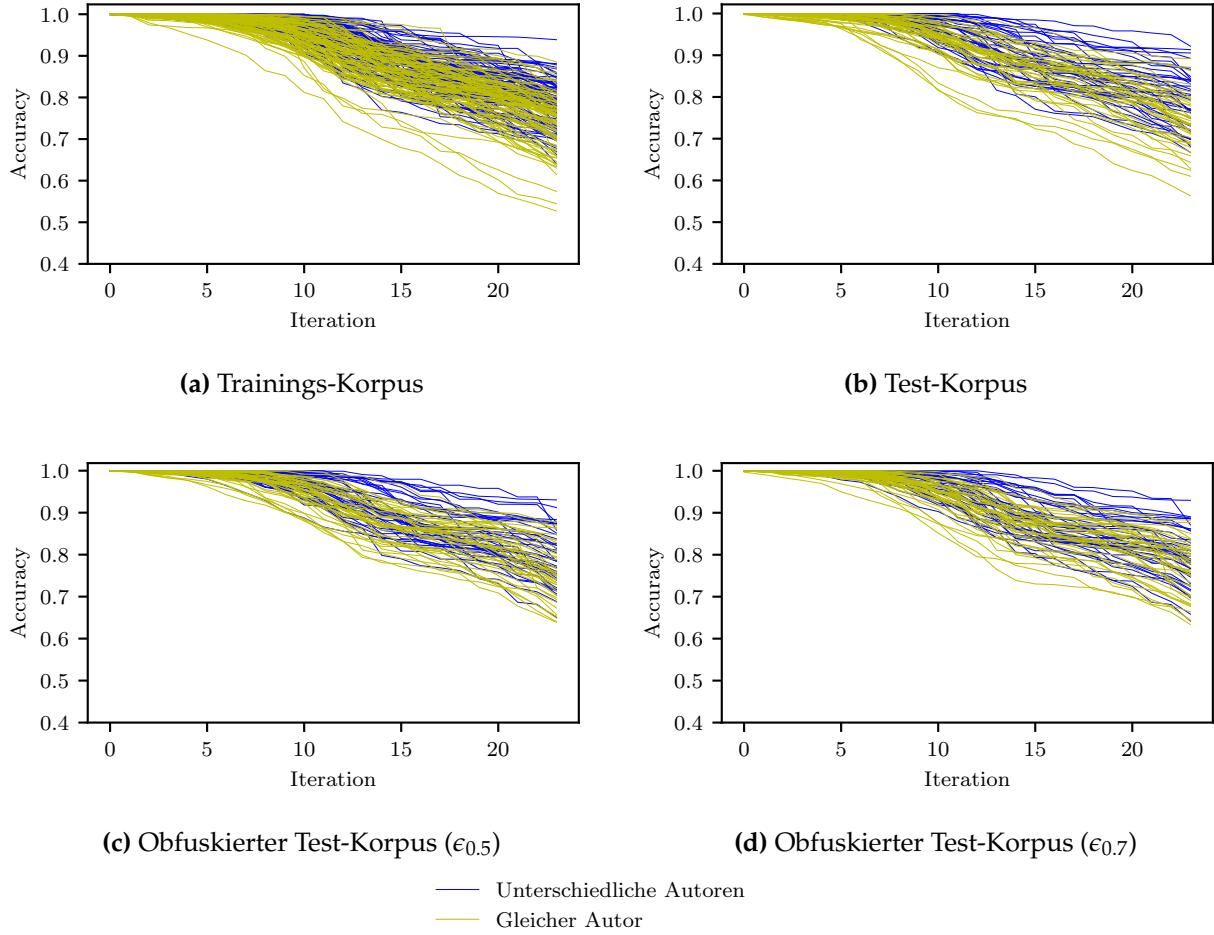 1.0
0.9
0.8
0.7
0.6
0.5
0.4
Accuracy
0 5 10 15 20
Iteration
(a) Trainings-Korpus
1.0
0.9
0.8
0.7
0.6
0.5
0.4
Accuracy
0 5 10 15 20
Iteration
(b) Test-Korpus
1.0
0.9
0.8
0.7
0.6
0.5
0.4
Accuracy
0 5 10 15 20
Iteration
(c) Obfuskierter Test-Korpus (ϵ0.5)
1.0
0.9
0.8
0.7
0.6
0.5
0.4
Accuracy
0 5 10 15 20
Iteration
(d) Obfuskierter Test-Korpus (ϵ0.7)
Unterschiedliche Autoren
Gleicher Autor